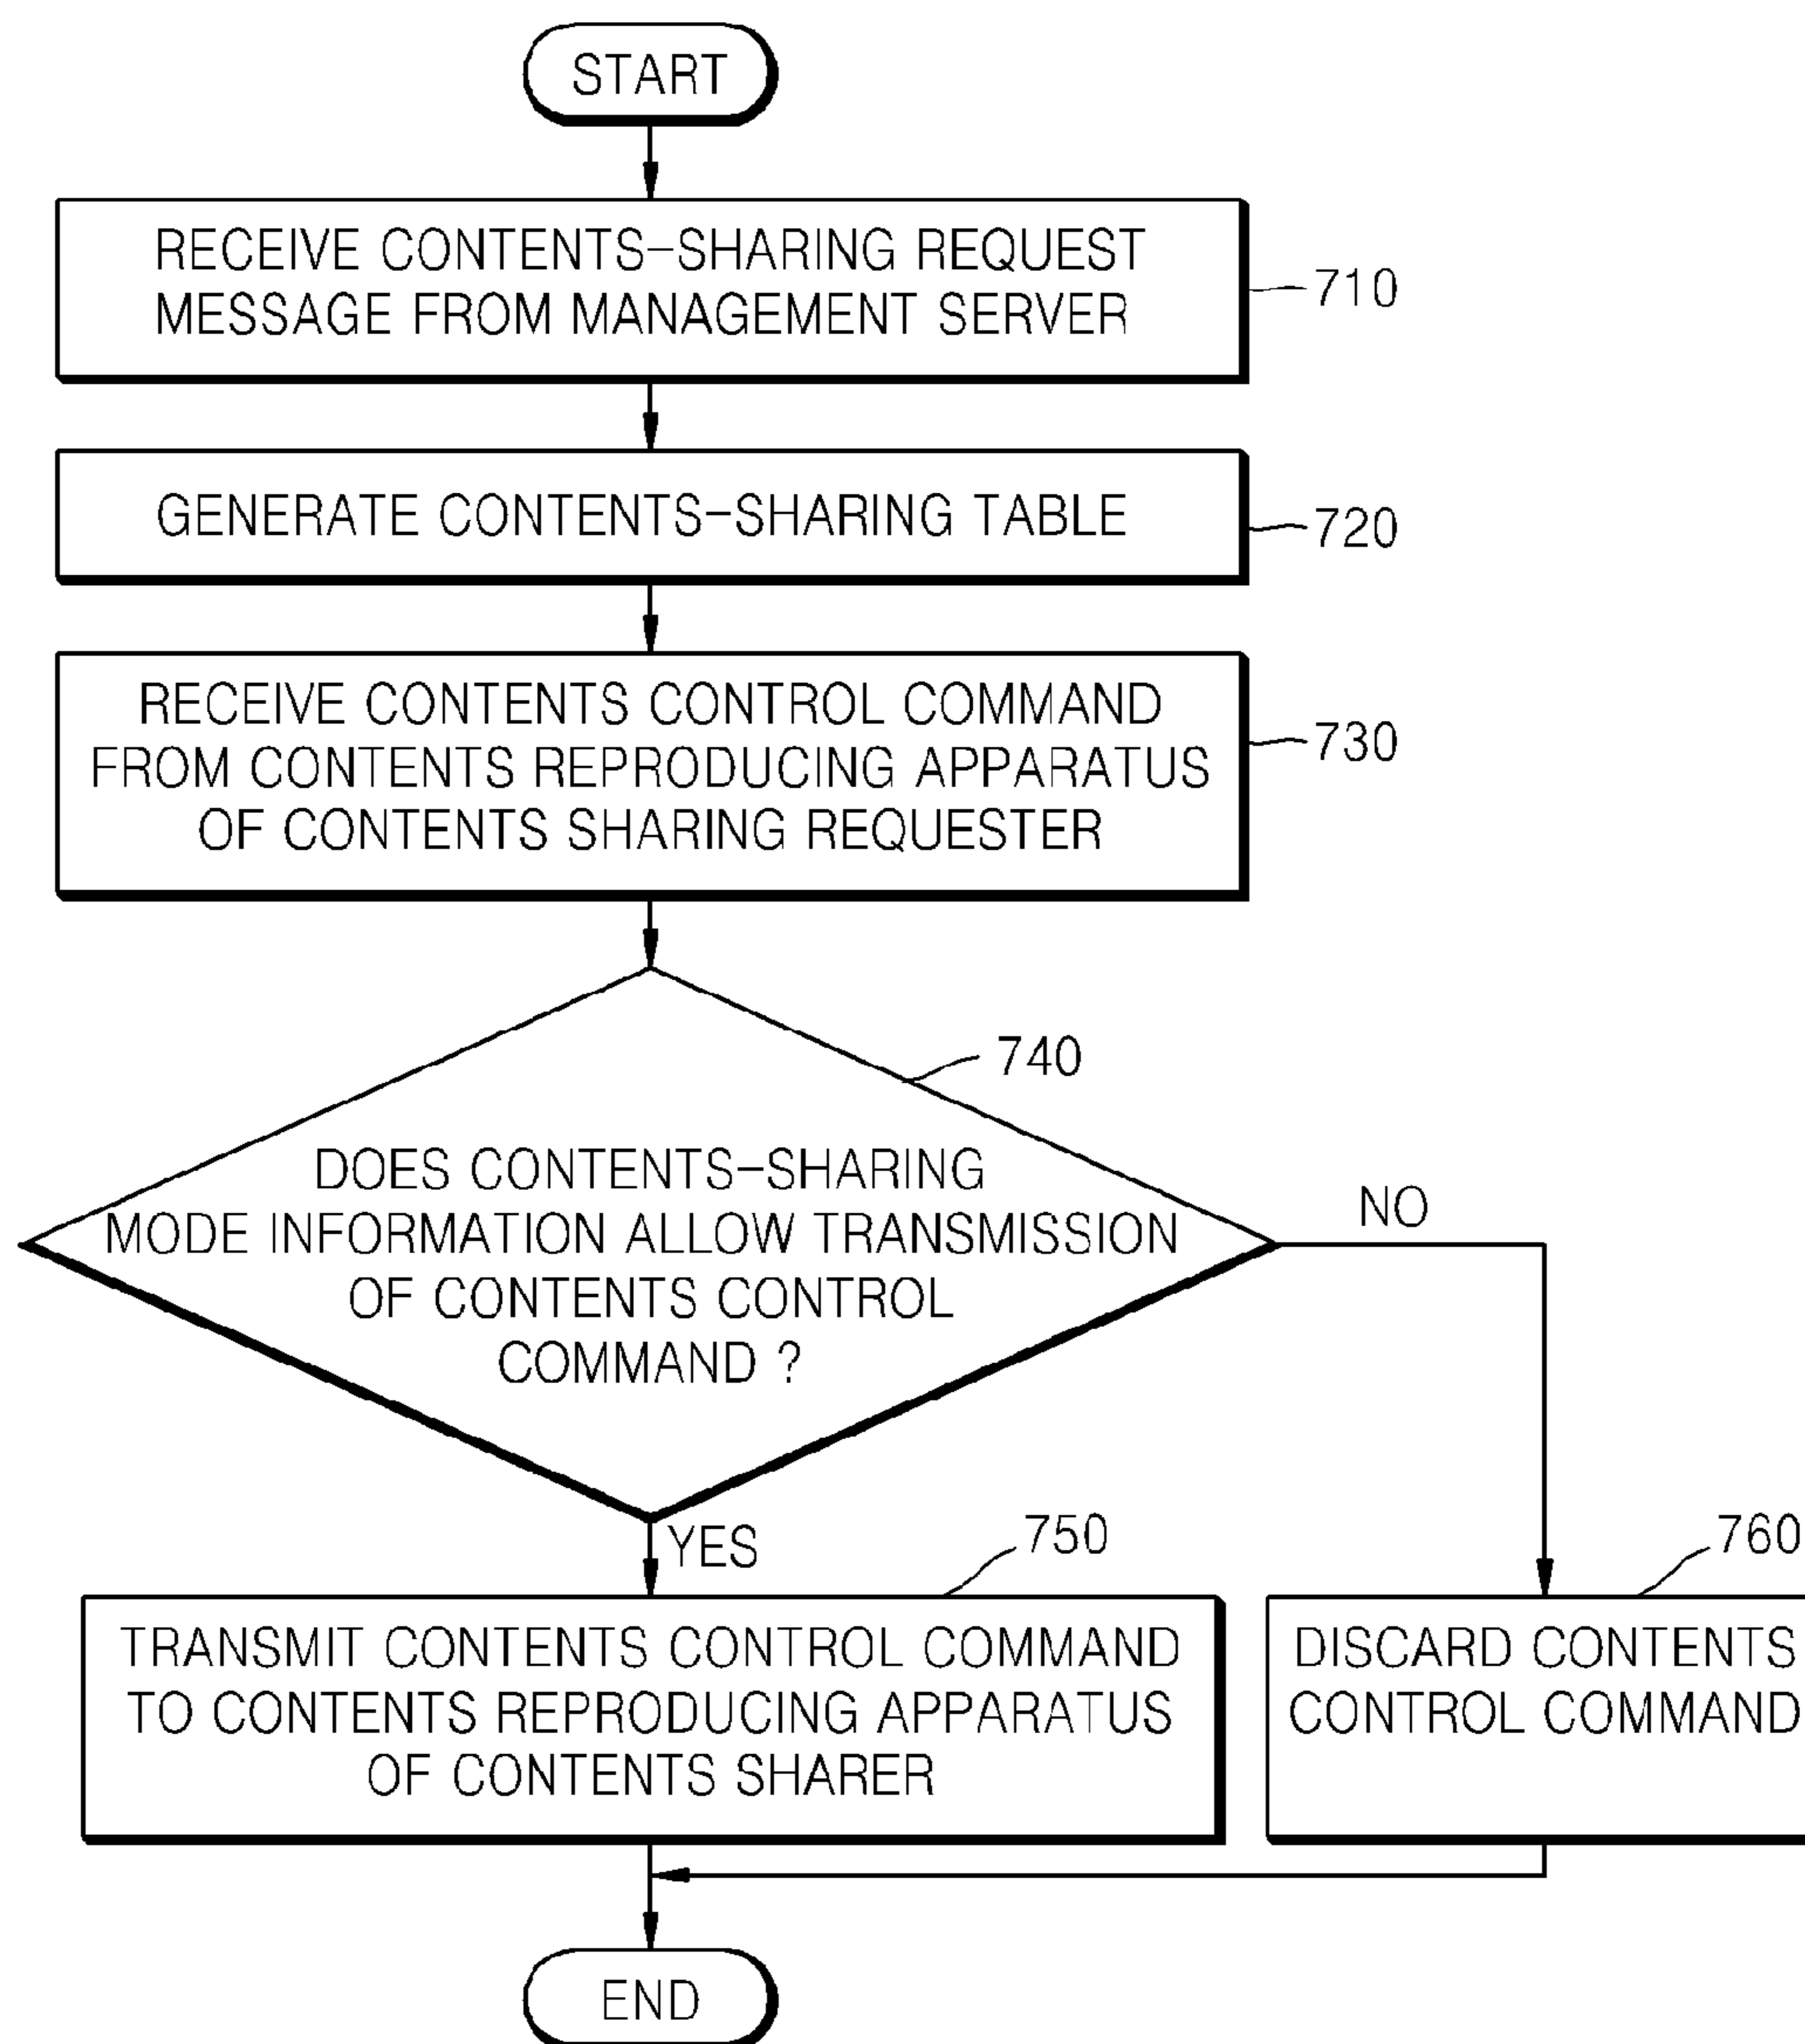 START
RECEIVE CONTENTS-SHARING REQUEST
MESSAGE FROM MANAGEMENT SERVER
710
GENERATE CONTENTS-SHARING TABLE
720
RECEIVE CONTENTS CONTROL COMMAND
FROM CONTENTS REPRODUCING APPARATUS
OF CONTENTS SHARING REQUESTER
730
740
DOES CONTENTS-SHARING
MODE INFORMATION ALLOW TRANSMISSION
OF CONTENTS CONTROL
COMMAND ?
NO
YES
750
TRANSMIT CONTENTS CONTROL COMMAND
TO CONTENTS REPRODUCING APPARATUS
OF CONTENTS SHARER
760
DISCARD CONTENTS
CONTROL COMMAND
END